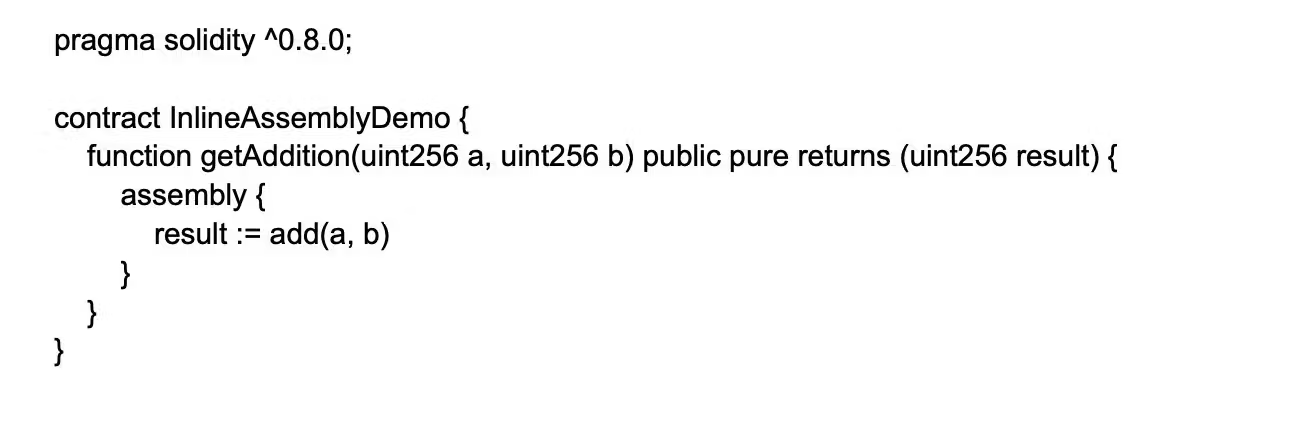 pragma solidity ^0.8.0;
contract InlineAssemblyDemo {
function getAddition(uint256 a, uint256 b) public pure returns (uint256 result) {
assembly {
result := add(a, b)
}
}
}